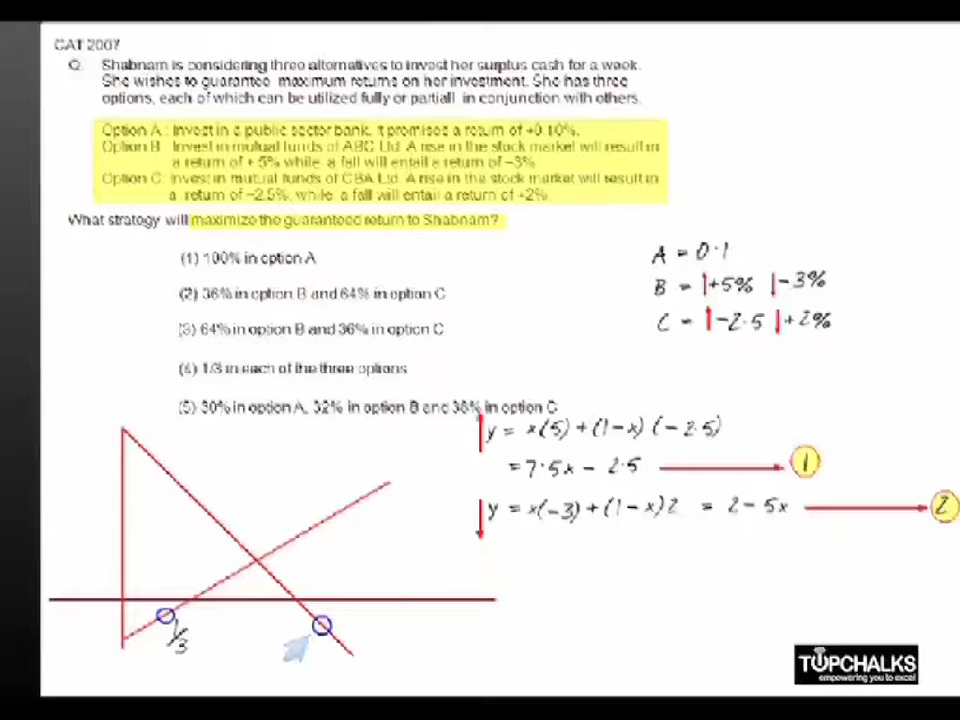 CAT 2007
Q. Shabnam is considering three alternatives to invest her surplus cash for a week.
She wishes to guarantee maximum returns on her investment. She has three
options, each of which can be utilized fully or partiall in conjunction with others.
Option A : Invest in a public sector bank. It promises a return of +0.10%.
Option B Invest in mutual funds of ABC Ltd. A rise in the stock market will result in
a return of + 5% while a fall will entail a return of −3%
Option C: Invest in mutual funds of CBA Ltd. A rise in the stock market will result in
a return of −2.5%, while a fall will entail a return of +2%
What strategy will maximize the guaranteed return to Shabnam?
(1) 100% in option A
(2) 36% in option B and 64% in option C
(3) 64% in option B and 36% in option C
(4) 1/3 in each of the three options
(5) 30% in option A, 32% in option B and 38% in option C
A = 0.1
B = +5% -3%
C = -2.5 +2%
y = x(5) + (1-x)(-2.5)
= 7.5x - 2.5 1
y = x(-3) + (1-x)2 = 2-5x 2
1/3
TOPCHALKS
empowering you to excel